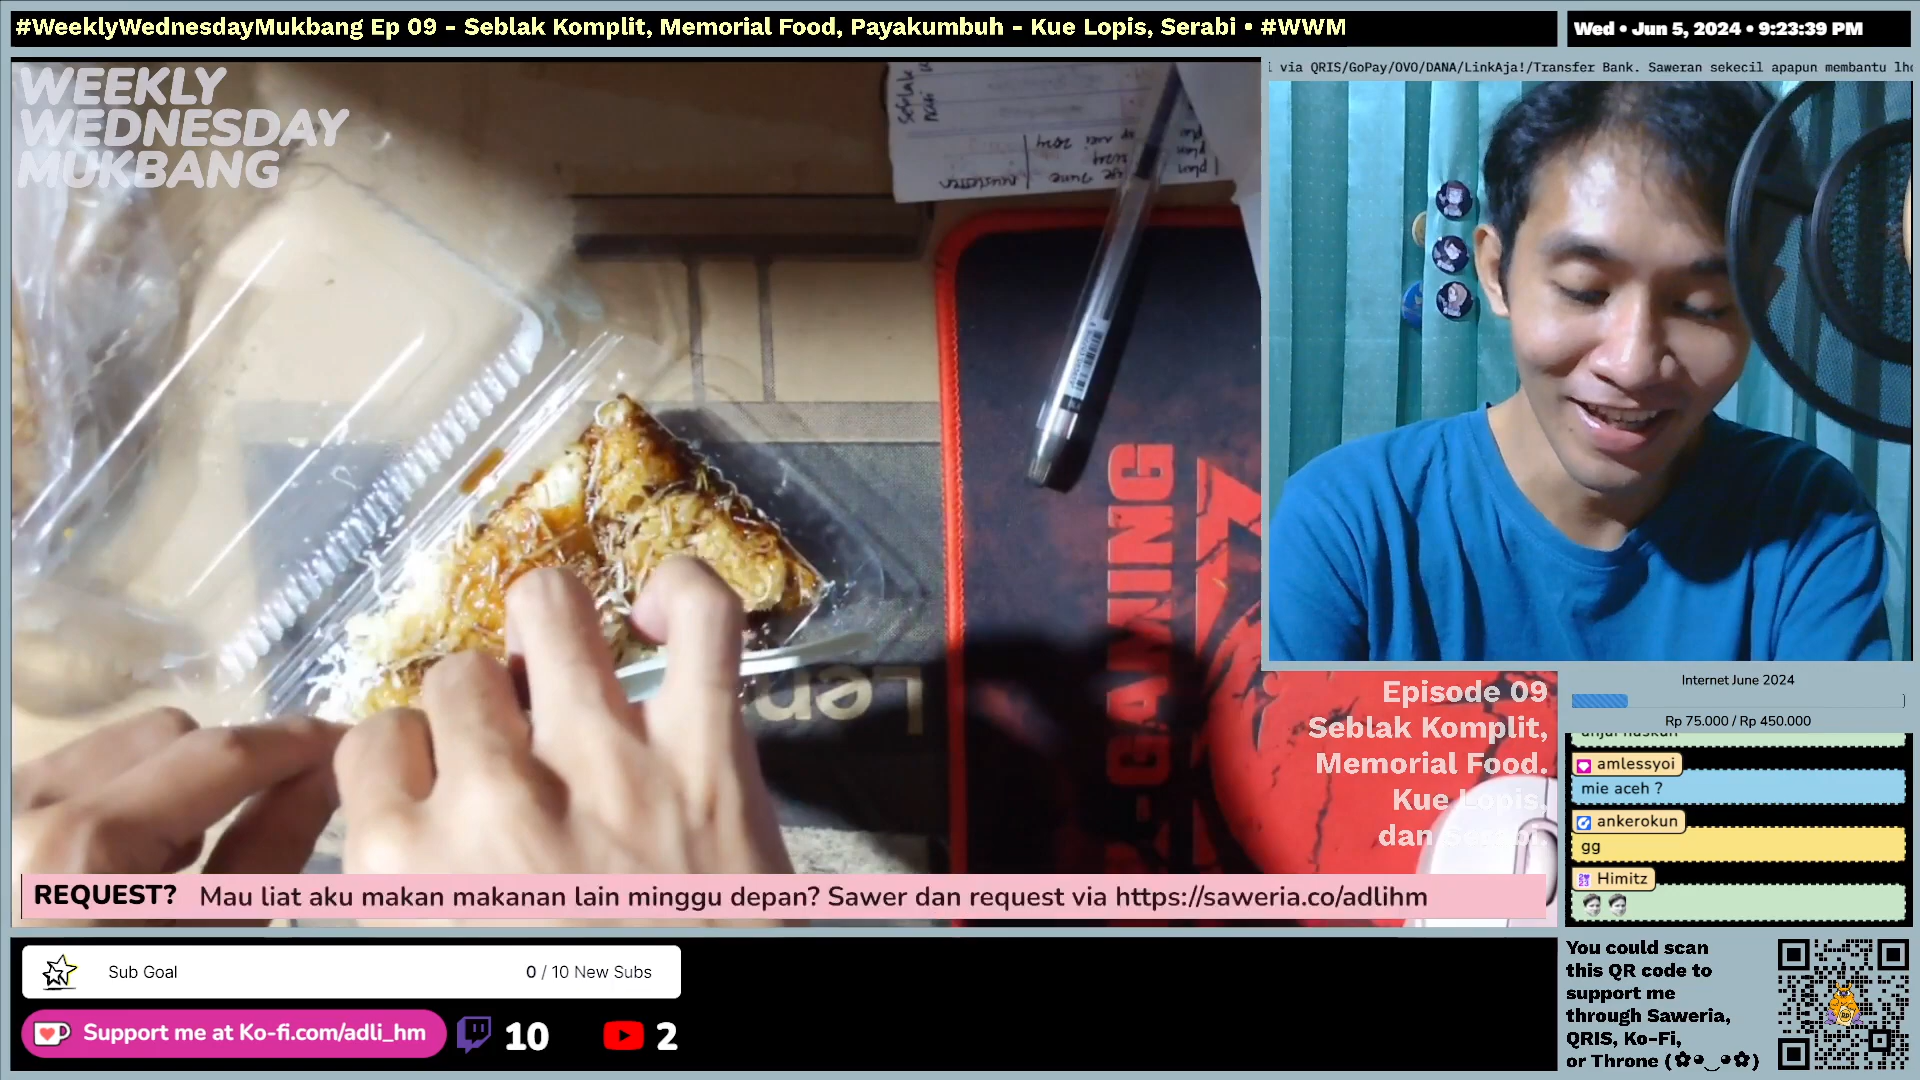 #WeeklyWednesdayMukbang Ep 09 - Seblak Komplit, Memorial Food, Payakumbuh - Kue Lopis, Serabi • #WWM
Wed • Jun 5, 2024 • 9:23:39 PM
via QRIS/GoPay/OVO/DANA/LinkAja!/Transfer Bank. Saweran sekecil apapun membantu
WEEKLY
WEDNESDAY
MUKBANG
GAMING
Le
Episode 09
Seblak Komplit,
Memorial Food.
Kue Lopis,
dan Serabi.
Internet June 2024
Rp 75.000 / Rp 450.000
amlessyoi
mie aceh ?
ankerokun
gg
Himitz
REQUEST? Mau liat aku makan makanan lain minggu depan? Sawer dan request via https://saweria.co/adlihm
Sub Goal 0 / 10 New Subs
Support me at Ko-fi.com/adli_hm 10 2
You could scan
this QR code to
support me
through Saweria,
QRIS, Ko-Fi,
or Throne (✿◕‿◕✿)